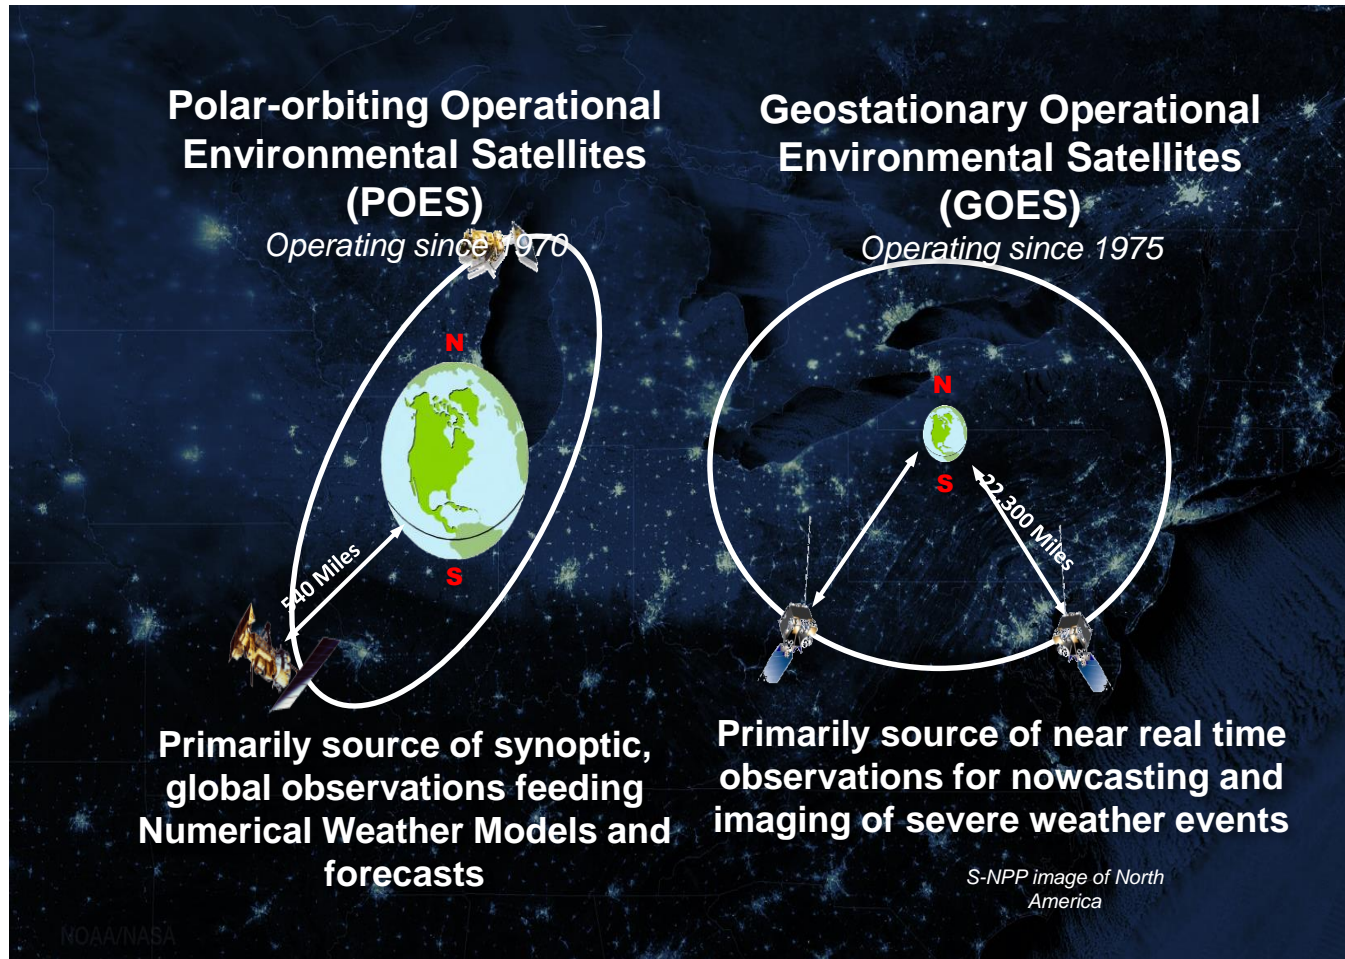 Polar-orbiting Operational
Environmental Satellites
(POES)
Operating since 1970
N
S
540 Miles
Primarily source of synoptic,
global observations feeding
Numerical Weather Models and
forecasts
Geostationary Operational
Environmental Satellites
(GOES)
Operating since 1975
N
S
22,300 Miles
Primarily source of near real time
observations for nowcasting and
imaging of severe weather events
S-NPP image of North
America
NOAA/NASA